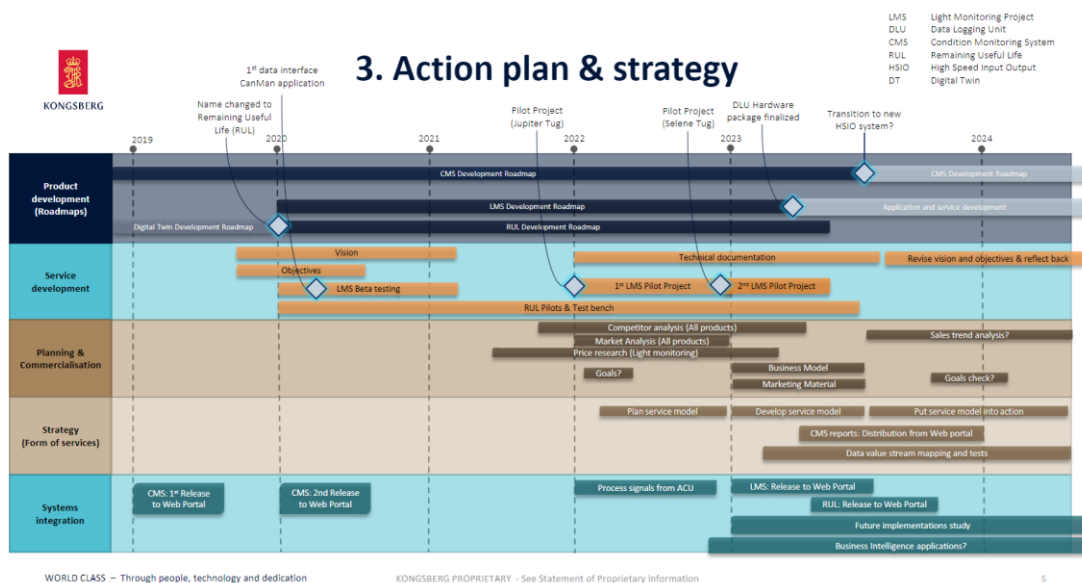 LMS Light Monitoring Project
DLU Data Logging Unit
CMS Condition Monitoring System
RUL Remaining Useful Life
HSIO High Speed Input Output
DT Digital Twin
KONGSBERG
3. Action plan & strategy
1st data interface
CanMan application
Name changed to
Remaining Useful
Life (RUL)
Pilot Project
(Jupiter Tug)
Pilot Project
(Selene Tug)
DLU Hardware
package finalized
Transition to new
HSIO system?
2019
2020
2021
2022
2023
2024
Product
development
(Roadmaps)
CMS Development Roadmap
CMS Development Roadmap
LMS Development Roadmap
Application and service development
Digital Twin Development Roadmap
RUL Development Roadmap
Service
development
Vision
Technical documentation
Revise vision and objectives & reflect back
Objectives
LMS Beta testing
1st LMS Pilot Project
2nd LMS Pilot Project
RUL Pilots & Test bench
Planning &
Commercialisation
Competitor analysis (All products)
Sales trend analysis?
Market Analysis (All products)
Price research (Light monitoring)
Goals?
Business Model
Goals check?
Marketing Material
Strategy
(Form of services)
Plan service model
Develop service model
Put service model into action
CMS reports: Distribution from Web portal
Data value stream mapping and tests
Systems
integration
CMS: 1st Release
to Web Portal
CMS: 2nd Release
to Web Portal
Process signals from ACU
LMS: Release to Web Portal
RUL: Release to Web Portal
Future implementations study
Business Intelligence applications?
WORLD CLASS – Through people, technology and dedication
KONGSBERG PROPRIETARY - See Statement of Proprietary information
5